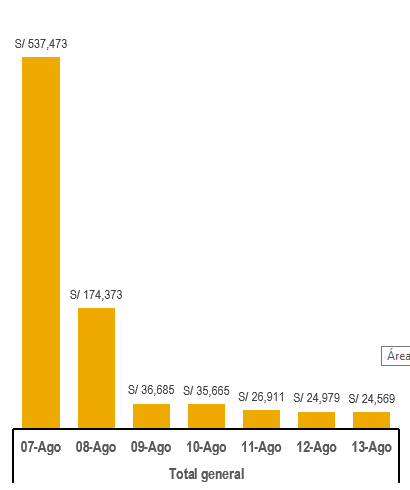 S/ 537,473
S/ 174,373
S/ 36,685
S/ 35,665
S/ 26,911
S/ 24,979
S/ 24,569
Área
07-Ago 08-Ago 09-Ago 10-Ago 11-Ago 12-Ago 13-Ago
Total general